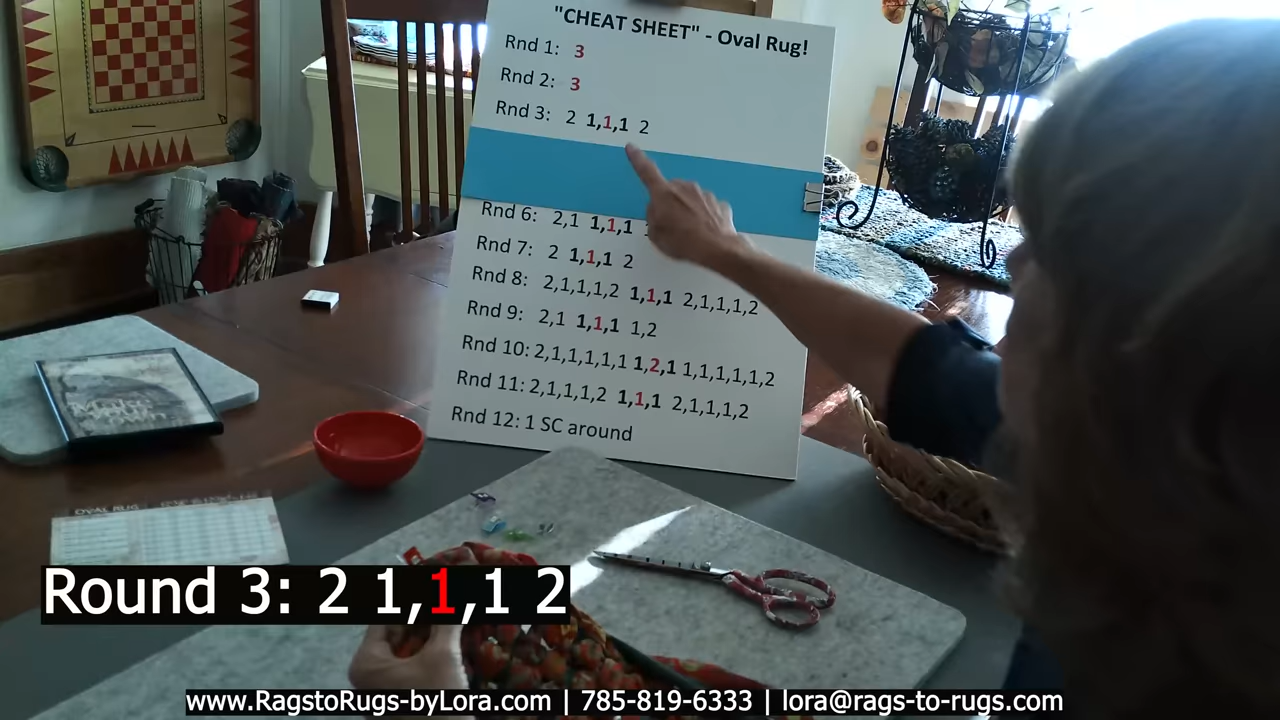 "CHEAT SHEET" - Oval Rug!
Rnd 1: 3
Rnd 2: 3
Rnd 3: 2 1,1,1 2
Rnd 6: 2,1 1,1,1
Rnd 7: 2 1,1,1 2
Rnd 8: 2,1,1,1,2 1,1,1 2,1,1,1,2
Rnd 9: 2,1 1,1,1 1,2
Rnd 10: 2,1,1,1,1,1 1,2,1 1,1,1,1,1,2
Rnd 11: 2,1,1,1,2 1,1,1 2,1,1,1,2
Rnd 12: 1 SC around
OVAL RUG
Round 3: 2 1,1,1 2
www.RagstoRugs-byLora.com | 785-819-6333 | lora@rags-to-rugs.com